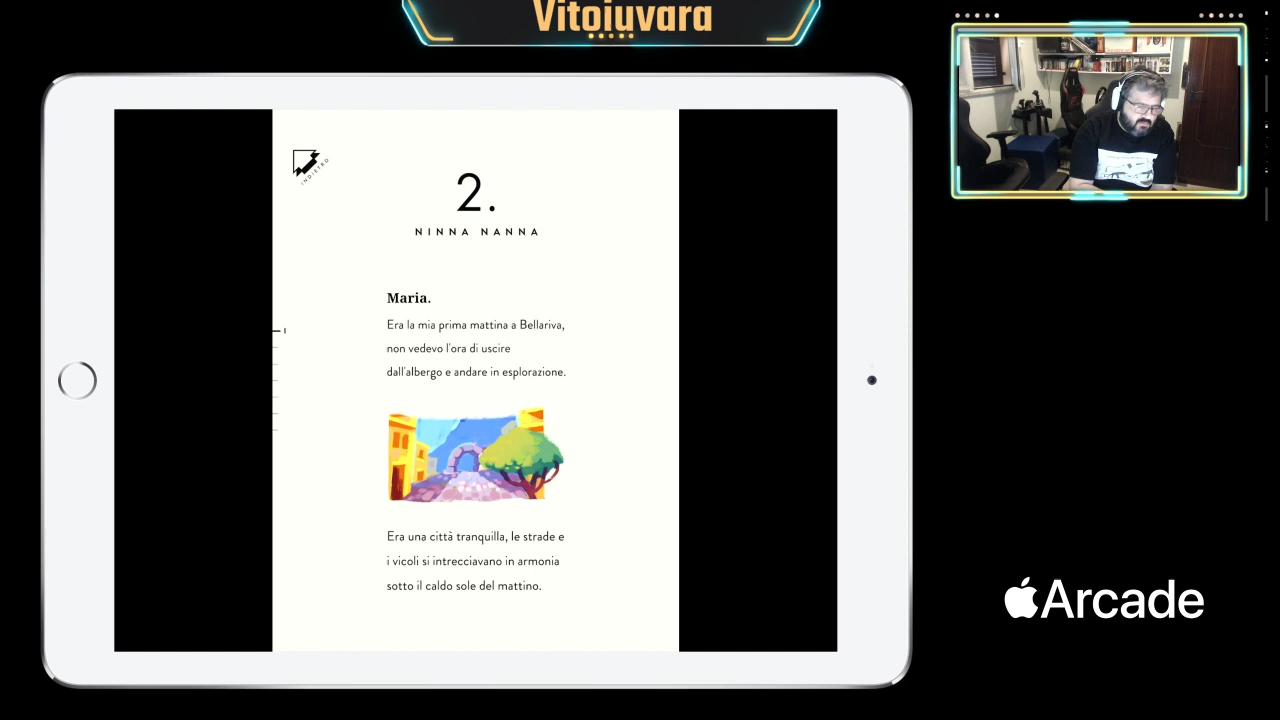 Vitoiuvara
INDIETRO
2.
NINNA NANNA
Maria.
Era la mia prima mattina a Bellariva,
non vedevo l'ora di uscire
dall'albergo e andare in esplorazione.
1
Era una città tranquilla, le strade e
i vicoli si intrecciavano in armonia
sotto il caldo sole del mattino.
Arcade